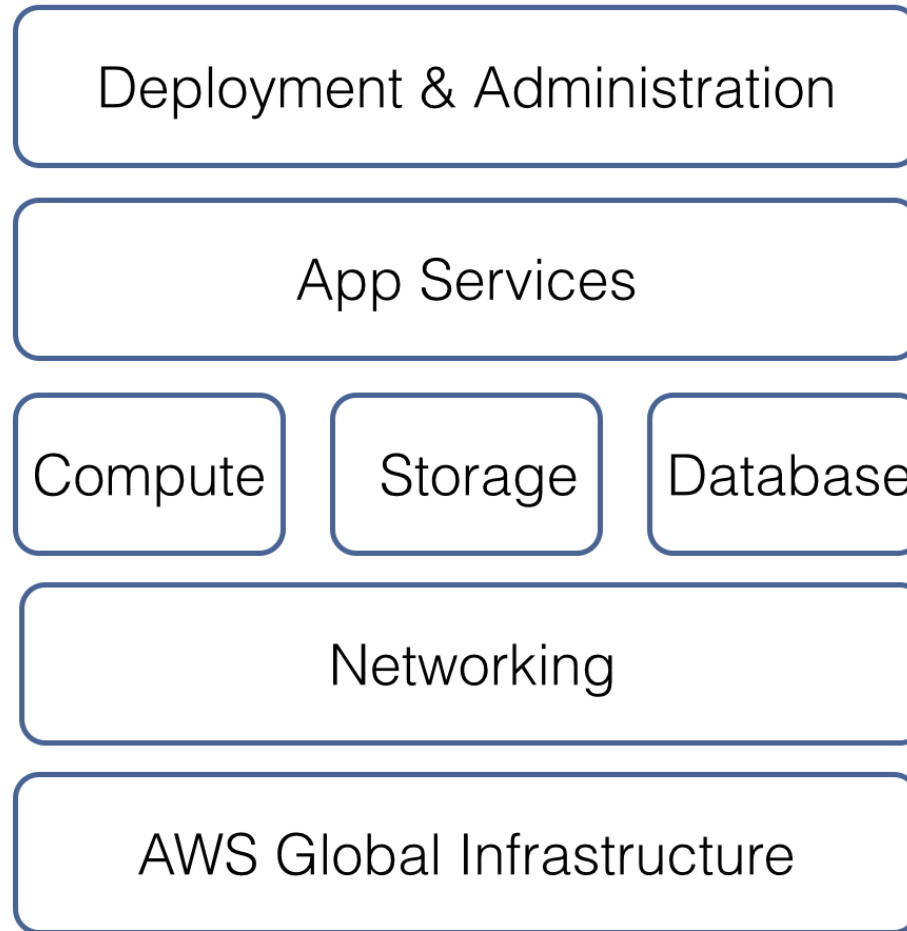 Deployment & Administration
App Services
Compute
Storage
Database
Networking
AWS Global Infrastructure